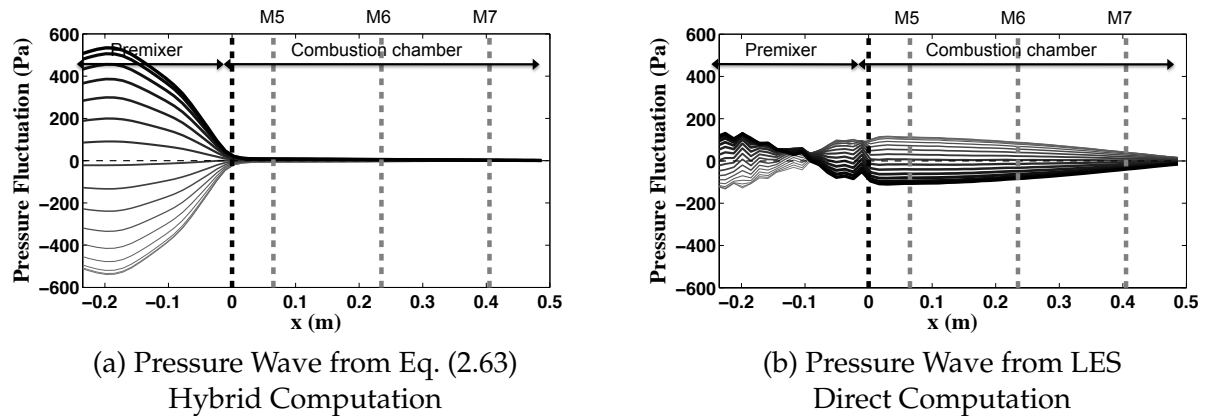 M5 M6 M7
Premixer Combustion chamber
Pressure Fluctuation (Pa)
600
400
200
0
−200
−400
−600
−0.2 −0.1 0 0.1 0.2 0.3 0.4 0.5
x (m)
(a) Pressure Wave from Eq. (2.63)
Hybrid Computation
M5 M6 M7
Premixer Combustion chamber
Pressure Fluctuation (Pa)
600
400
200
0
−200
−400
−600
−0.2 −0.1 0 0.1 0.2 0.3 0.4 0.5
x (m)
(b) Pressure Wave from LES
Direct Computation